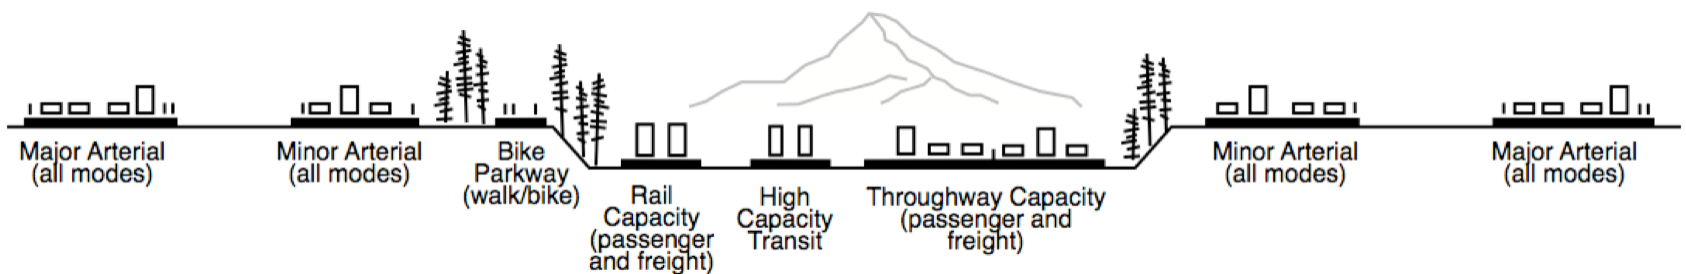 Major Arterial
(all modes)
Minor Arterial
(all modes)
Bike
Parkway
(walk/bike)
Rail
Capacity
(passenger
and freight)
High
Capacity
Transit
Throughway Capacity
(passenger and
freight)
Minor Arterial
(all modes)
Major Arterial
(all modes)